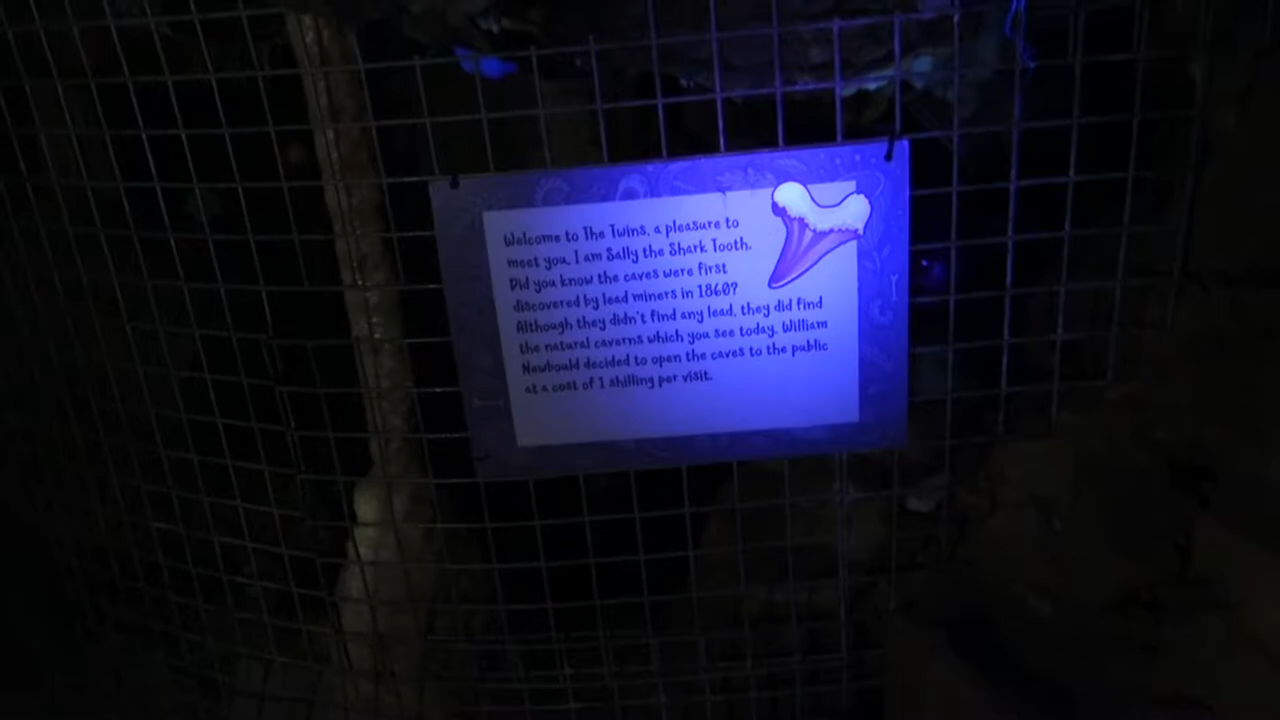 Welcome to The Twins, a pleasure to
meet you, I am Sally the Shark Tooth.
Did you know the caves were first
discovered by lead miners in 1860?
Although they didn't find any lead, they did find
the natural caverns which you see today. William
Newbould decided to open the caves to the public
at a cost of 1 shilling per visit.